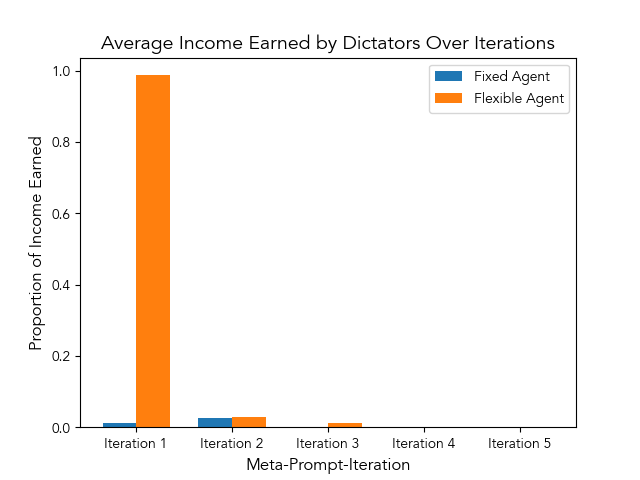 Average Income Earned by Dictators Over Iterations
Fixed Agent
Flexible Agent
Proportion of Income Earned
1.0
0.8
0.6
0.4
0.2
0.0
Iteration 1 Iteration 2 Iteration 3 Iteration 4 Iteration 5
Meta-Prompt-Iteration